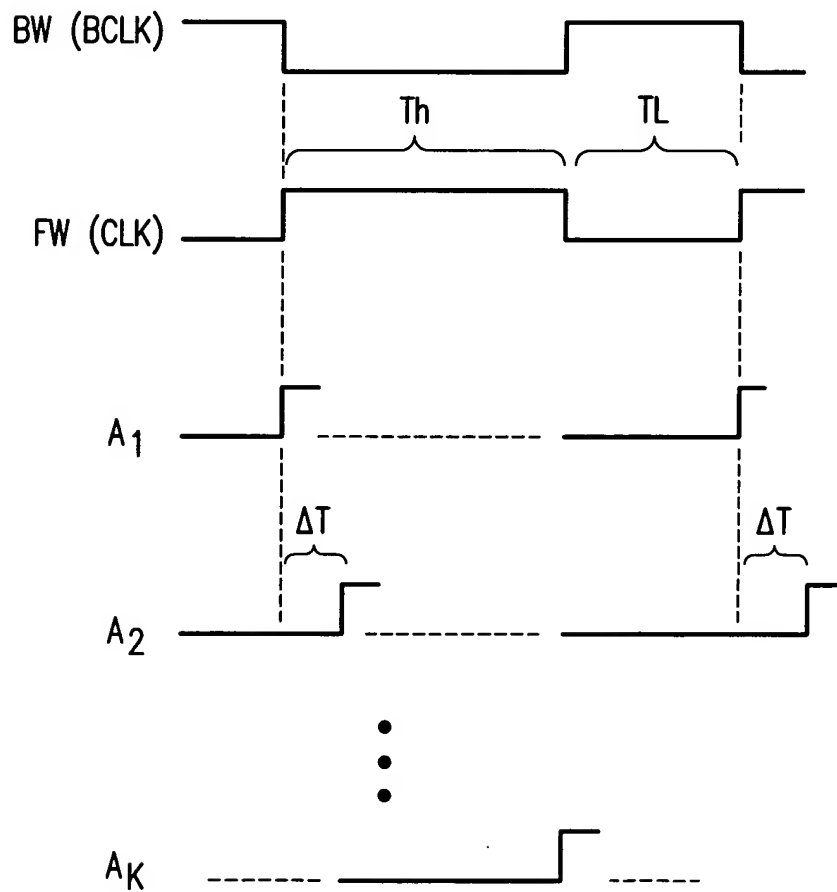 BW (BCLK)
Th
TL
FW (CLK)
A1
ΔT
ΔT
A2
AK